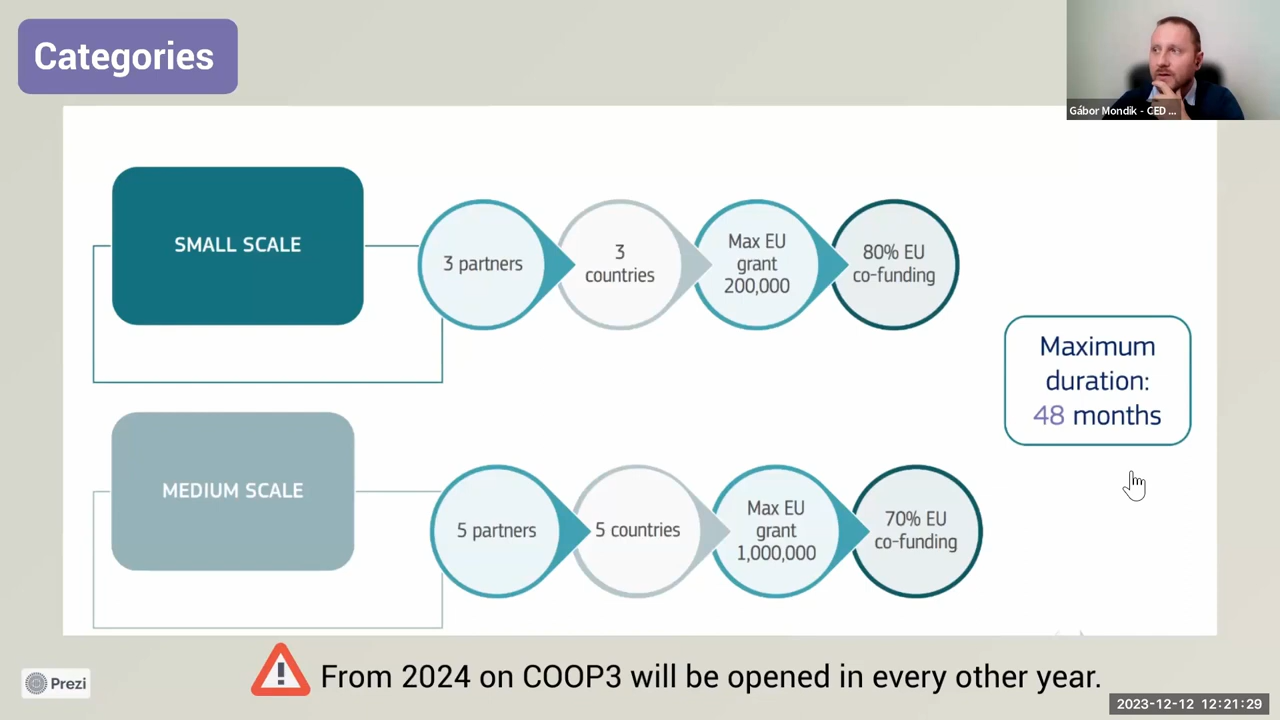 Categories
Gábor Mondik - CED ...
SMALL SCALE
3 partners
3
countries
Max EU
grant
200,000
80% EU
co-funding
Maximum
duration:
48 months
MEDIUM SCALE
5 partners
5 countries
Max EU
grant
1,000,000
70% EU
co-funding
From 2024 on COOP3 will be opened in every other year.
Prezi
2023-12-12 12:21:29